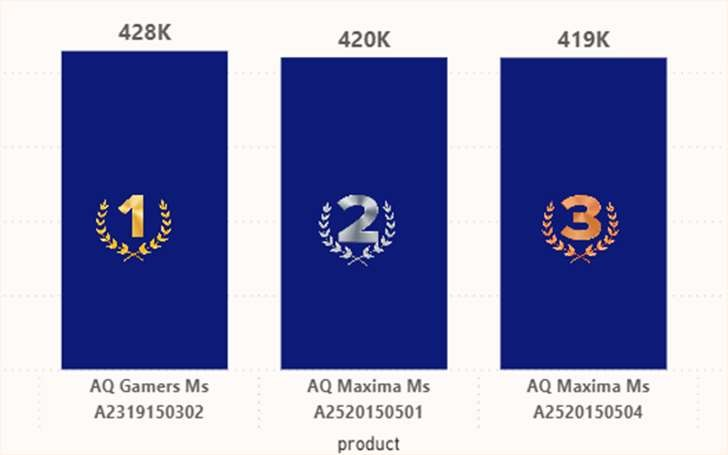 428K
420K
419K
1
2
3
AQ Gamers Ms
A2319150302
AQ Maxima Ms
A2520150501
AQ Maxima Ms
A2520150504
product